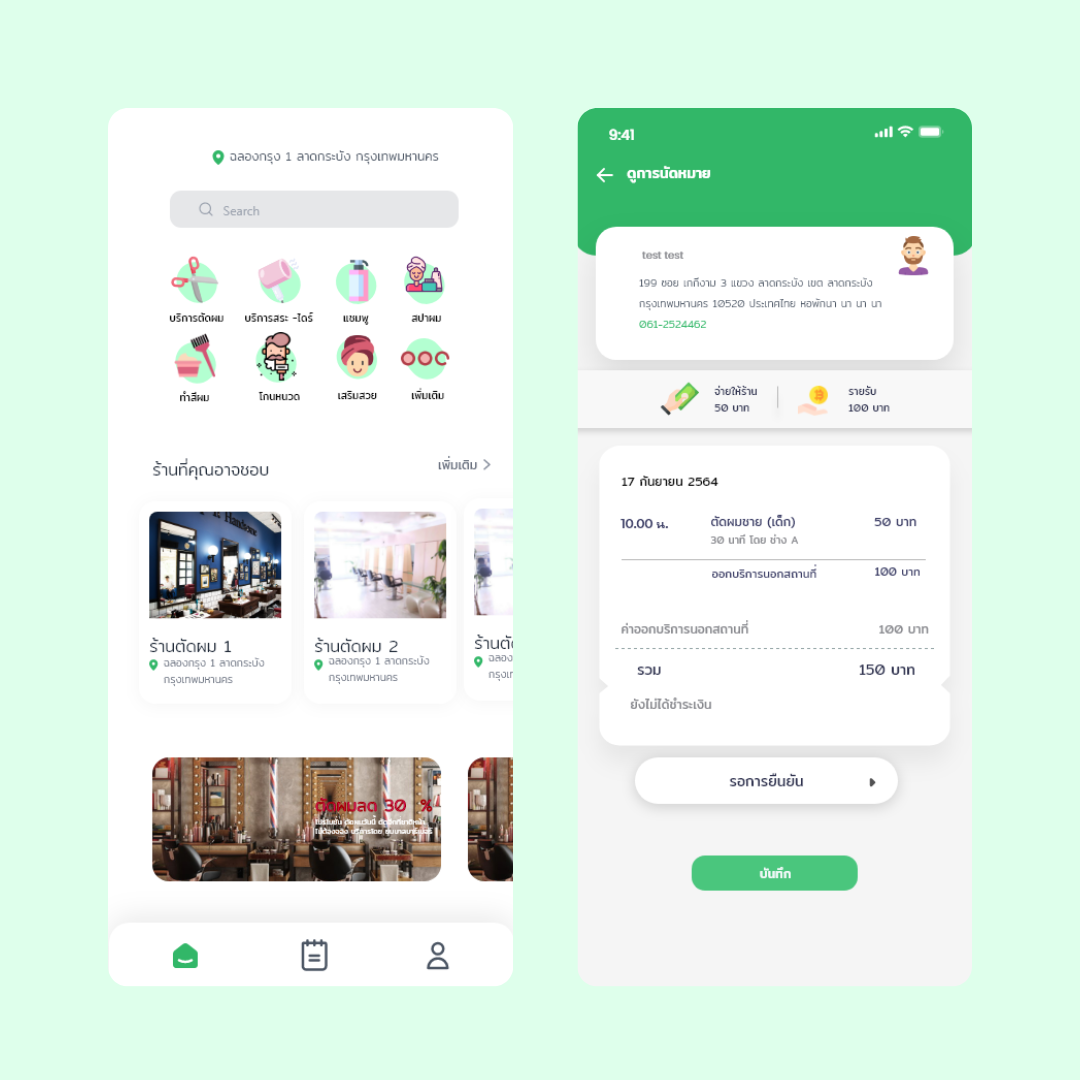 ฉลองกรุง 1 ลาดกระบัง กรุงเทพมหานคร
Search
บริการตัดผม
บริการสระ -ไดร์
แชมพู
สปาผม
ทำสีผม
โกนหนวด
เสริมสวย
เพิ่มเติม
ร้านที่คุณอาจชอบ
เพิ่มเติม
ร้านตัดผม 1
ฉลองกรุง 1 ลาดกระบัง
กรุงเทพมหานคร
ร้านตัดผม 2
ฉลองกรุง 1 ลาดกระบัง
กรุงเทพมหานคร
ร้านตัด
ฉลอง
กรุงเท
ตัดผมลด 30 %
9:41
ดูการนัดหมาย
test test
199 ซอย เกกีงาม 3 แขวง ลาดกระบัง เขต ลาดกระบัง
กรุงเทพมหานคร 10520 ประเทศไทย หอพักนา นา นา นา
061-2524462
จ่ายให้ร้าน
50 บาท
รายรับ
100 บาท
17 กันยายน 2564
10.00 น.
ตัดผมชาย (เด็ก)
50 บาท
30 นาที โดย ช่าง A
ออกบริการนอกสถานที่
100 บาท
ค่าออกบริการนอกสถานที่
100 บาท
รวม
150 บาท
ยังไม่ได้ชำระเงิน
รอการยืนยัน
บันทึก